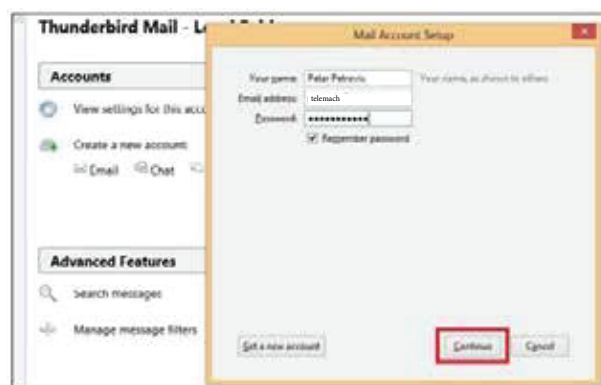 Thunderbird Mail - L
Mail Account Setup
Accounts
View settings for this acco
Create a new account:
Email Chat
Advanced Features
Search messages
Manage message filters
Your name: Petar Petrovic Your name, as shown to others
Email address: telemach
Password: •••••••••••
Remember password
Get a new account Continue Cancel